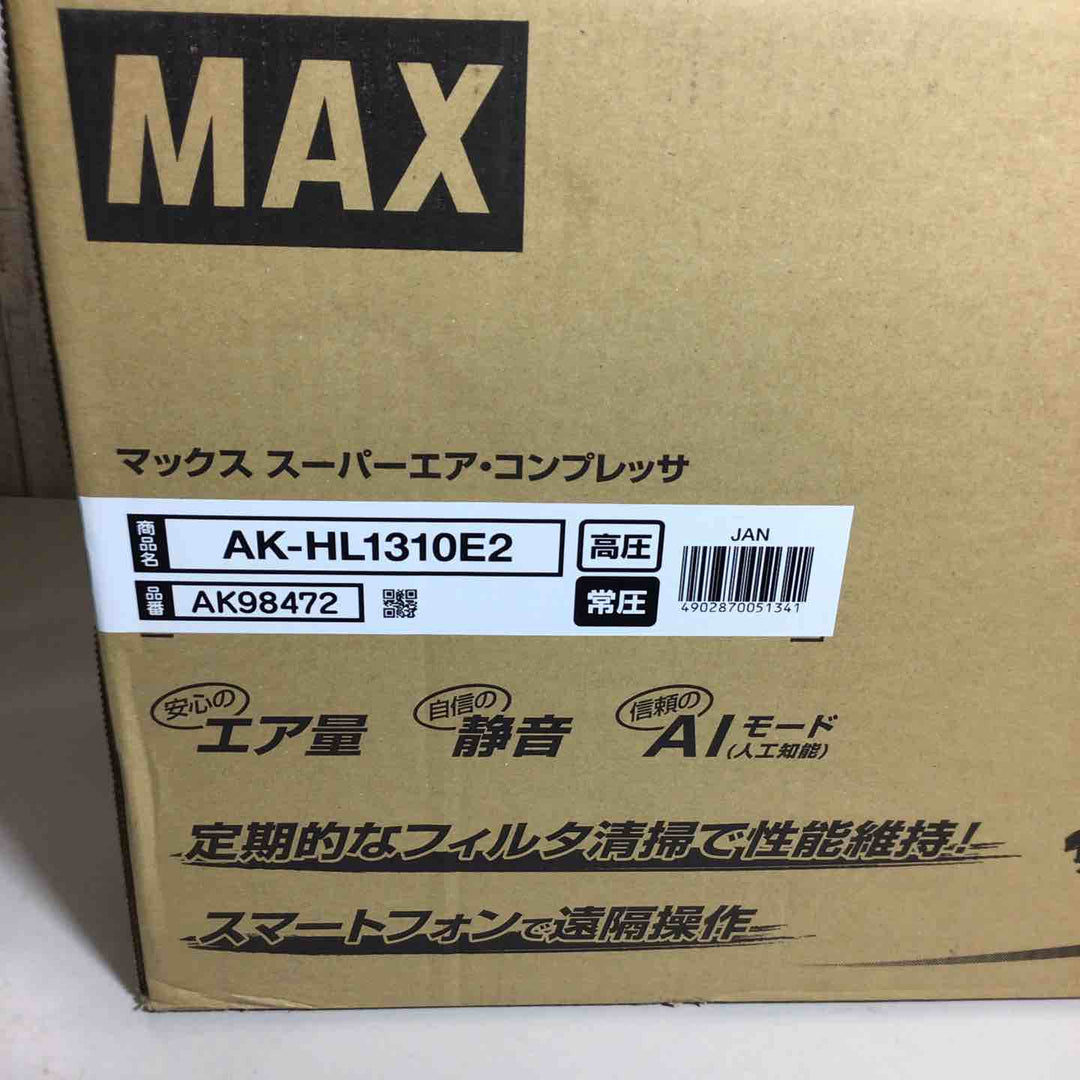 MAX
マックス スーパーエア・コンプレッサ
商品名 AK-HL1310E2 高圧 JAN
品番 AK98472 常圧 4902870051341
安心の エア量 自信の 静音 信頼の AIモード (人工知能)
定期的なフィルタ清掃で性能維持!
スマートフォンで遠隔操作